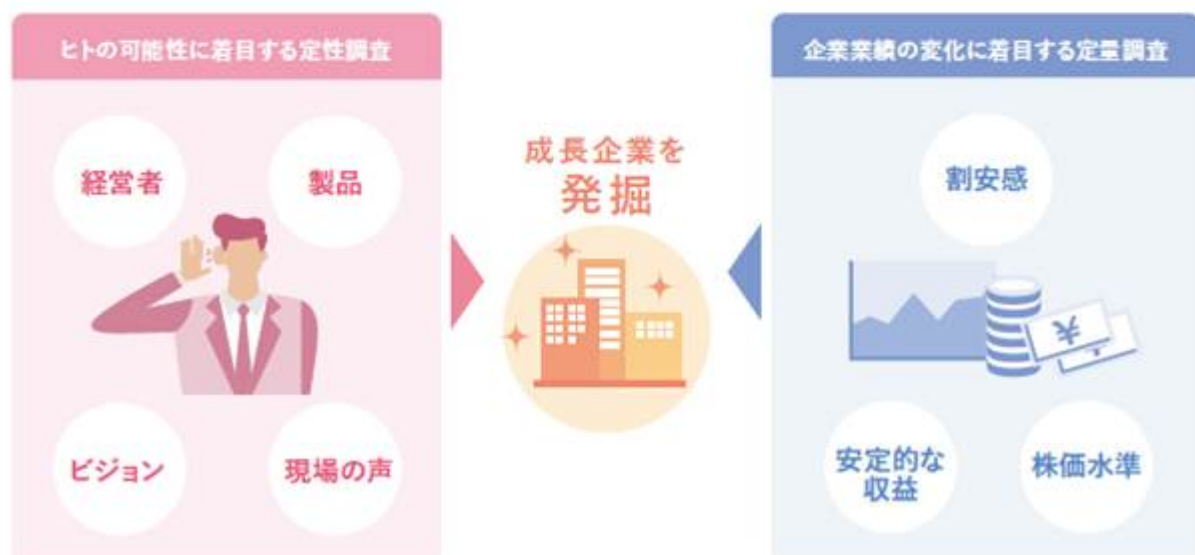 ヒトの可能性に着目する定性調査
経営者
製品
ビジョン
現場の声
成長企業を
発掘
企業業績の変化に着目する定量調査
割安感
¥
安定的な
収益
株価水準